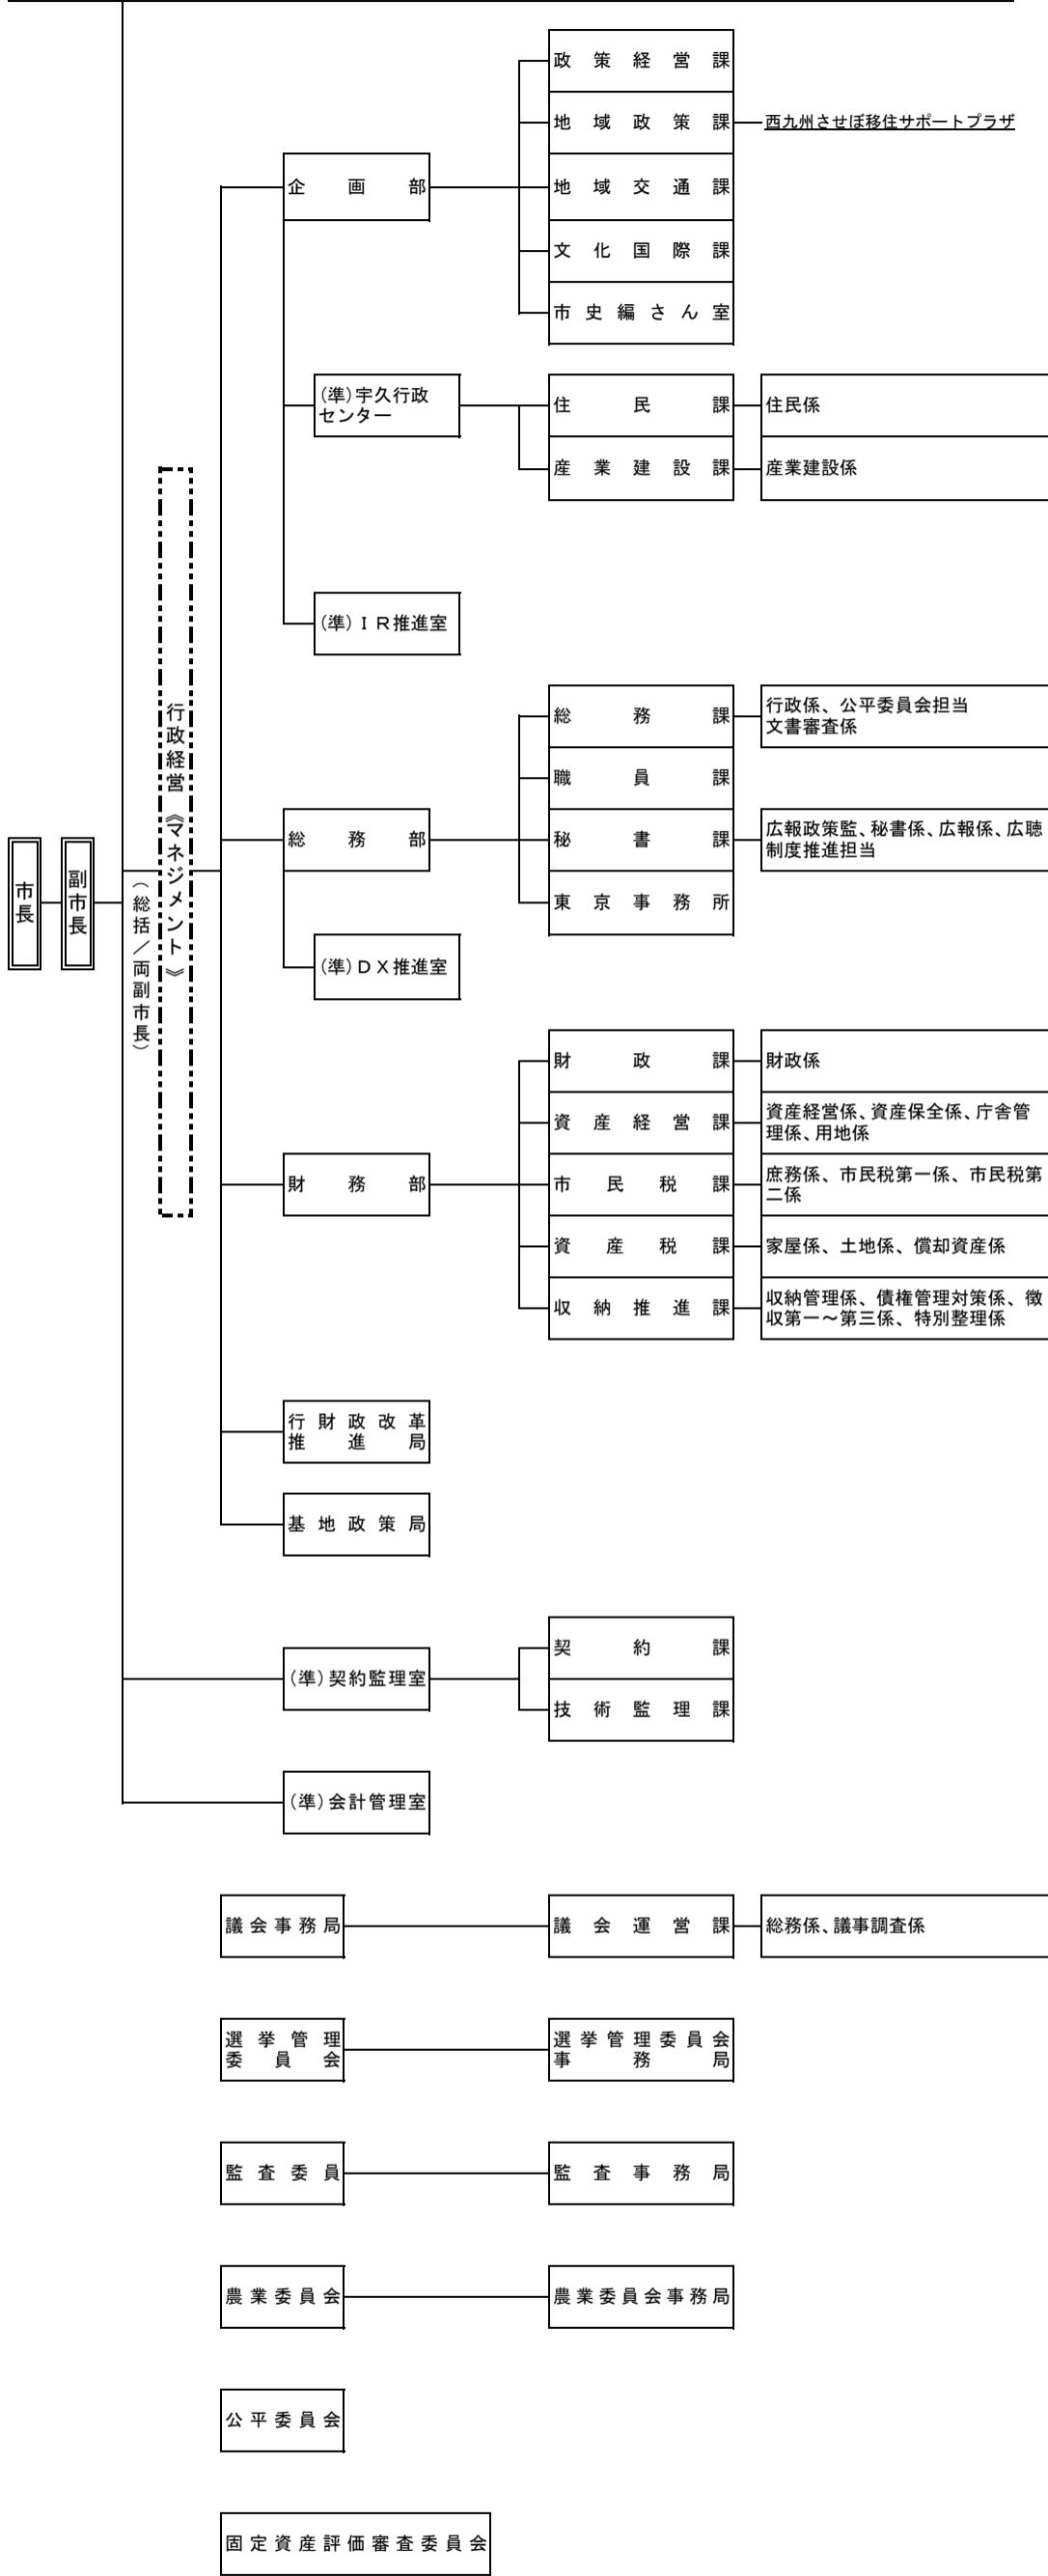 政策経営課
地域政策課
西九州させぼ移住サポートプラザ
企画部
地域交通課
文化国際課
市史編さん室
(準)宇久行政
センター
住民課
住民係
産業建設課
産業建設係
(準)ＩＲ推進室
総務課
行政係、公平委員会担当
文書審査係
職員課
総務部
秘書課
広報政策監、秘書係、広報係、広聴
制度推進担当
東京事務所
(準)ＤＸ推進室
市長
副市長
(総括／両副市長)
行政経営《マネジメント》
財政課
財政係
資産経営課
資産経営係、資産保全係、庁舎管
理係、用地係
財務部
市民税課
庶務係、市民税第一係、市民税第
二係
資産税課
家屋係、土地係、償却資産係
収納推進課
収納管理係、債権管理対策係、徴
収第一～第三係、特別整理係
行財政改革
推進局
基地政策局
契約課
(準)契約監理室
技術監理課
(準)会計管理室
議会事務局
議会運営課
総務係、議事調査係
選挙管理
委員会
選挙管理委員会
事務局
監査委員
監査事務局
農業委員会
農業委員会事務局
公平委員会
固定資産評価審査委員会